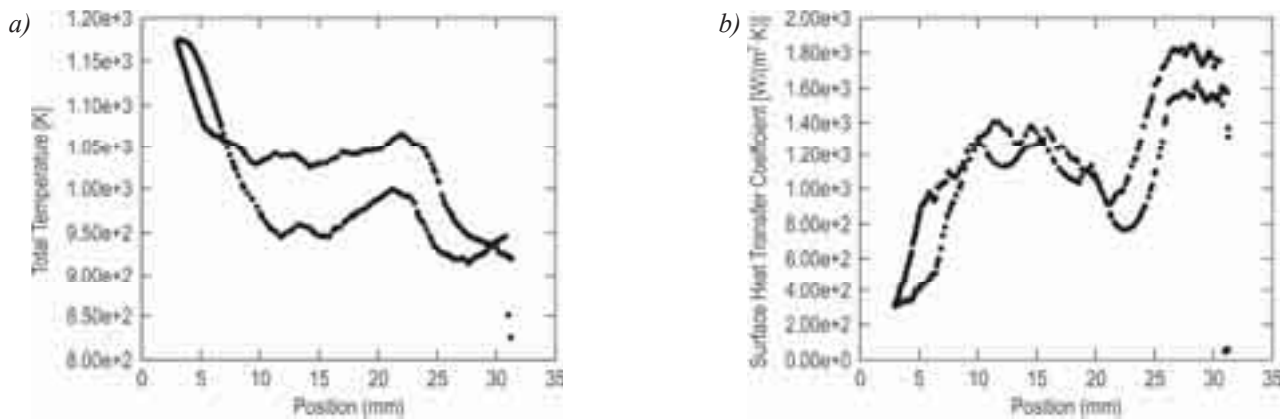 a)
1.20e+3
1.15e+3
1.10e+3
1.05e+3
1.00e+3
9.50e+2
9.00e+2
8.50e+2
8.00e+2
Total Temperature [K]
0 5 10 15 20 25 30 35
Position (mm)
b)
2.00e+3
1.80e+3
1.60e+3
1.40e+3
1.20e+3
1.00e+3
8.00e+2
6.00e+2
4.00e+2
2.00e+2
0.00e+0
Surface Heat Transfer Coefficient [W/(m²·K)]
0 5 10 15 20 25 30 35
Position (mm)